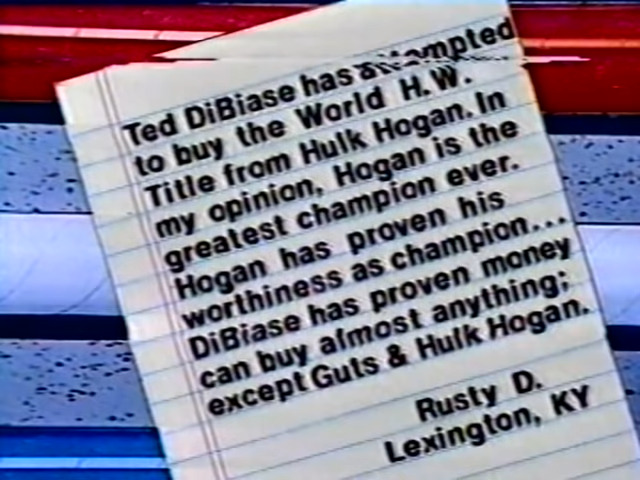 Ted DiBiase has attempted
to buy the World H.W.
Title from Hulk Hogan. In
my opinion, Hogan is the
greatest champion ever.
Hogan has proven his
worthiness as champion...
DiBiase has proven money
can buy almost anything;
except Guts & Hulk Hogan.
Rusty D.
Lexington, KY